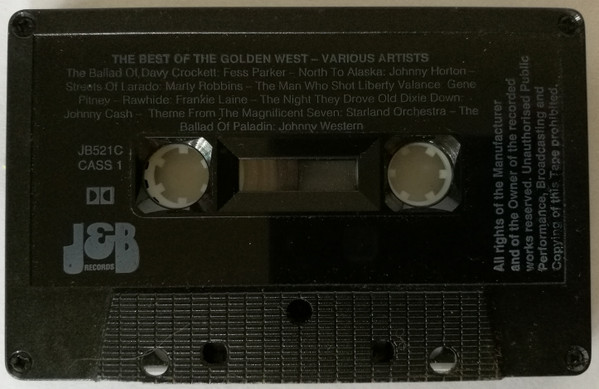 THE BEST OF THE GOLDEN WEST – VARIOUS ARTISTS
The Ballad Of Davy Crockett: Fess Parker – North To Alaska: Johnny Horton –
Streets Of Larado: Marty Robbins – The Man Who Shot Liberty Valance: Gene
Pitney – Rawhide: Frankie Laine – The Night They Drove Old Dixie Down:
Johnny Cash – Theme From The Magnificent Seven: Starland Orchestra – The
Ballad Of Paladin: Johnny Western
JB521C
CASS 1
J&B
RECORDS
All rights of the Manufacturer
and of the Owner of the recorded
works reserved. Unauthorised Public
Performance, Broadcasting and
Copying of this Tape prohibited.